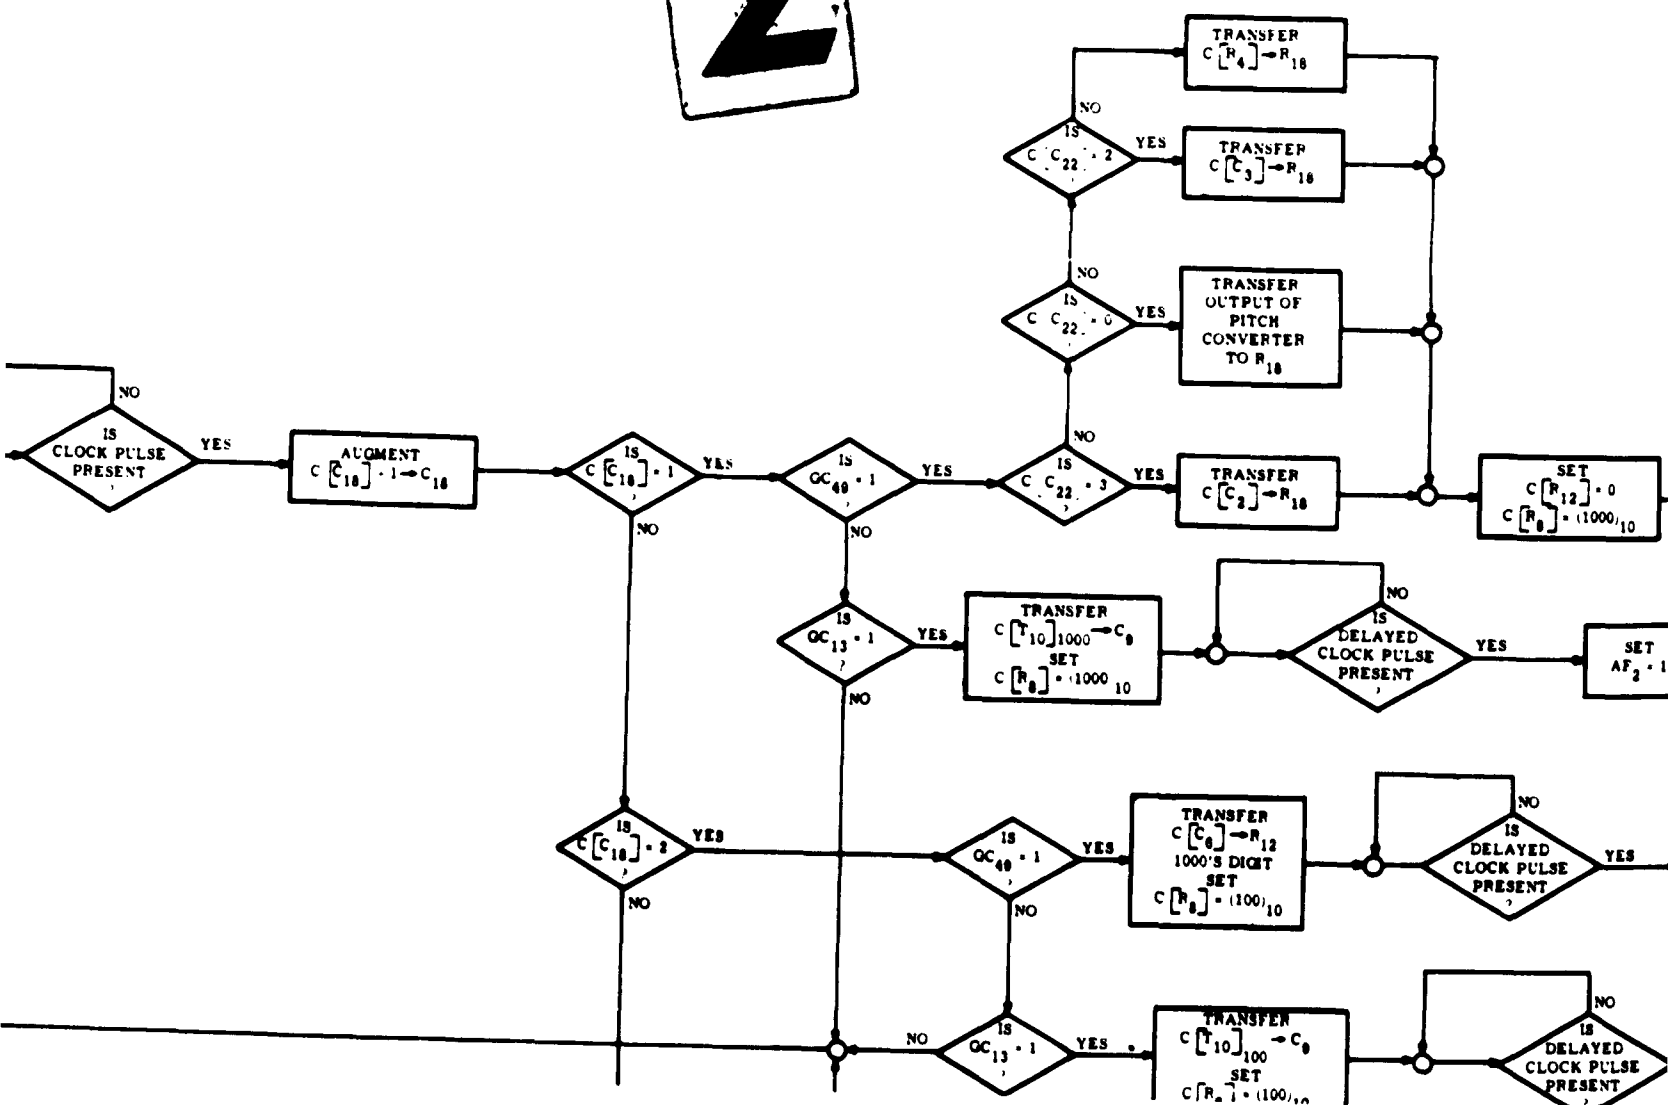 TRANSFER
C [R4] → R18
NO
IS
C C22 = 2
YES
TRANSFER
C [C3] → R18
NO
IS
C C22 = 0
YES
TRANSFER
OUTPUT OF
PITCH
CONVERTER
TO R18
NO
IS
CLOCK PULSE
PRESENT
?
YES
AUGMENT
C [C18] + 1 → C18
IS
C [C18] = 1
?
YES
NO
IS
GC49 = 1
?
YES
NO
NO
IS
C C22 = 3
?
YES
TRANSFER
C [C2] → R18
SET
C [R12] = 0
C [R8] = (1000)10
IS
GC13 = 1
?
YES
NO
TRANSFER
C [T10]1000 → C9
SET
C [R8] = (1000 10
NO
IS
DELAYED
CLOCK PULSE
PRESENT
?
YES
SET
AF2 = 1
IS
C [C18] = 2
?
YES
NO
IS
GC49 = 1
?
YES
NO
TRANSFER
C [C6] → R12
1000'S DIGIT
SET
C [R8] = (100)10
NO
IS
DELAYED
CLOCK PULSE
PRESENT
?
YES
NO
IS
GC13 = 1
?
YES
TRANSFER
C [T10]100 → C9
SET
C [R8] = (100)10
NO
IS
DELAYED
CLOCK PULSE
PRESENT